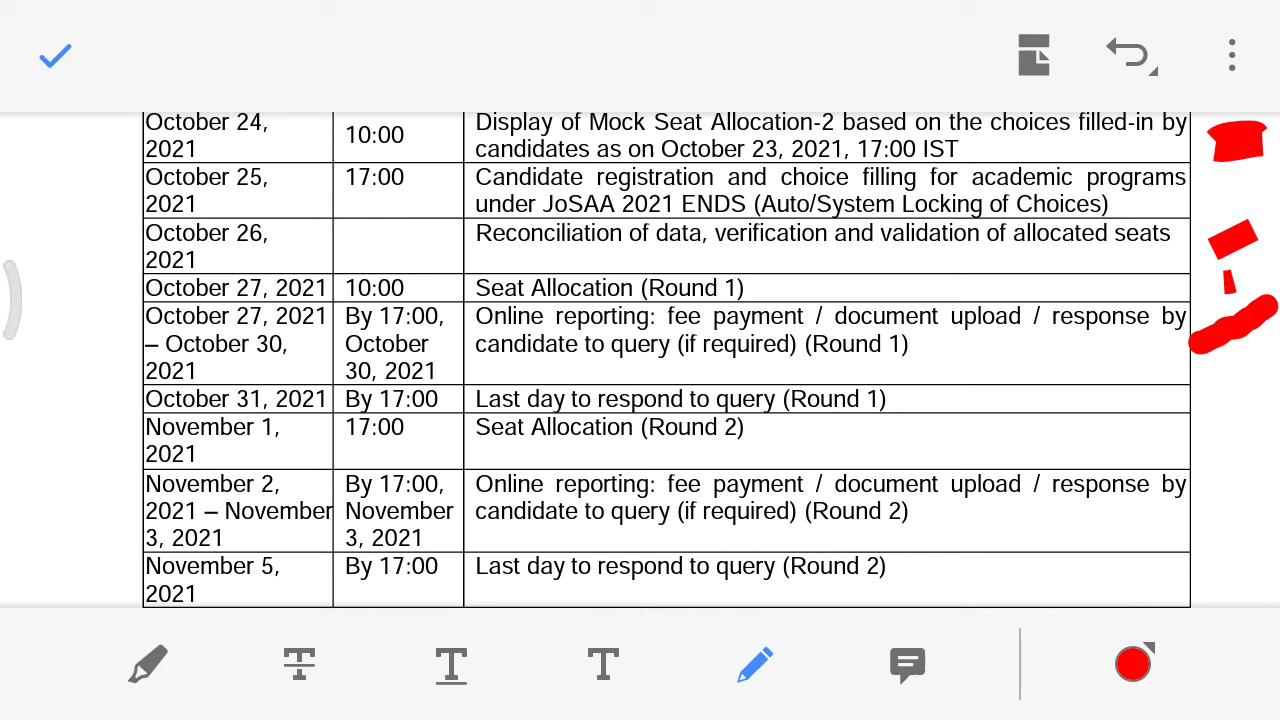 October 24,
2021
10:00
Display of Mock Seat Allocation-2 based on the choices filled-in by
candidates as on October 23, 2021, 17:00 IST
October 25,
2021
17:00
Candidate registration and choice filling for academic programs
under JoSAA 2021 ENDS (Auto/System Locking of Choices)
October 26,
2021
Reconciliation of data, verification and validation of allocated seats
October 27, 2021
10:00
Seat Allocation (Round 1)
October 27, 2021
– October 30,
2021
By 17:00,
October
30, 2021
Online reporting: fee payment / document upload / response by
candidate to query (if required) (Round 1)
October 31, 2021
By 17:00
Last day to respond to query (Round 1)
November 1,
2021
17:00
Seat Allocation (Round 2)
November 2,
2021 – November
3, 2021
By 17:00,
November
3, 2021
Online reporting: fee payment / document upload / response by
candidate to query (if required) (Round 2)
November 5,
2021
By 17:00
Last day to respond to query (Round 2)